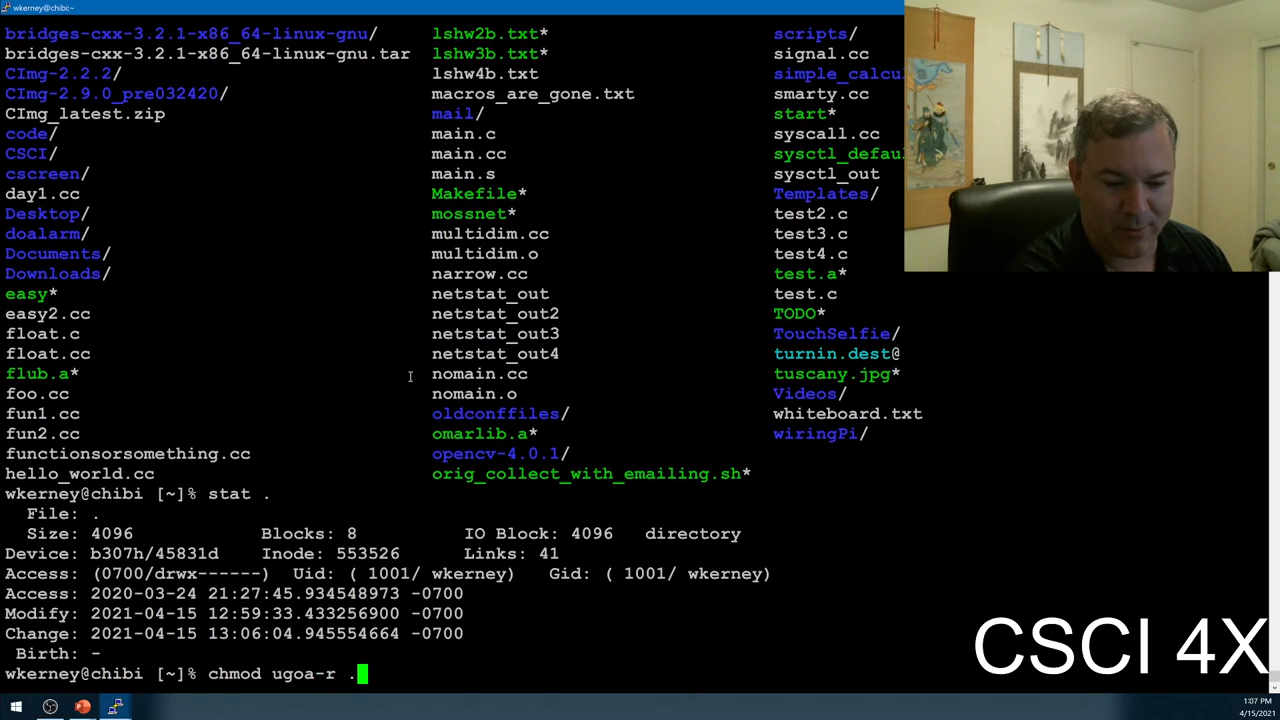 wkerney@chibi:~
bridges-cxx-3.2.1-x86_64-linux-gnu/ lshw2b.txt* scripts/
bridges-cxx-3.2.1-x86_64-linux-gnu.tar lshw3b.txt* signal.cc
CImg-2.2.2/ lshw4b.txt simple_calcu
CImg-2.9.0_pre032420/ macros_are_gone.txt smarty.cc
CImg_latest.zip mail/ start*
code/ main.c syscall.cc
CSCI/ main.cc sysctl_defau
cscreen/ main.s sysctl_out
day1.cc Makefile* Templates/
Desktop/ mossnet* test2.c
doalarm/ multidim.cc test3.c
Documents/ multidim.o test4.c
Downloads/ narrow.cc test.a*
easy* netstat_out test.c
easy2.cc netstat_out2 TODO*
float.c netstat_out3 TouchSelfie/
float.cc netstat_out4 turnin.dest@
flub.a* nomain.cc tuscany.jpg*
foo.cc nomain.o Videos/
fun1.cc oldconffiles/ whiteboard.txt
fun2.cc omarlib.a* wiringPi/
functionsorsomething.cc opencv-4.0.1/
hello_world.cc orig_collect_with_emailing.sh*
wkerney@chibi [~]% stat .
File: .
Size: 4096 Blocks: 8 IO Block: 4096 directory
Device: b307h/45831d Inode: 553526 Links: 41
Access: (0700/drwx------) Uid: ( 1001/ wkerney) Gid: ( 1001/ wkerney)
Access: 2020-03-24 21:27:45.934548973 -0700
Modify: 2021-04-15 12:59:33.433256900 -0700
Change: 2021-04-15 13:06:04.945554664 -0700
Birth: -
wkerney@chibi [~]% chmod ugoa-r .
CSCI 4X
1:07 PM
4/15/2021